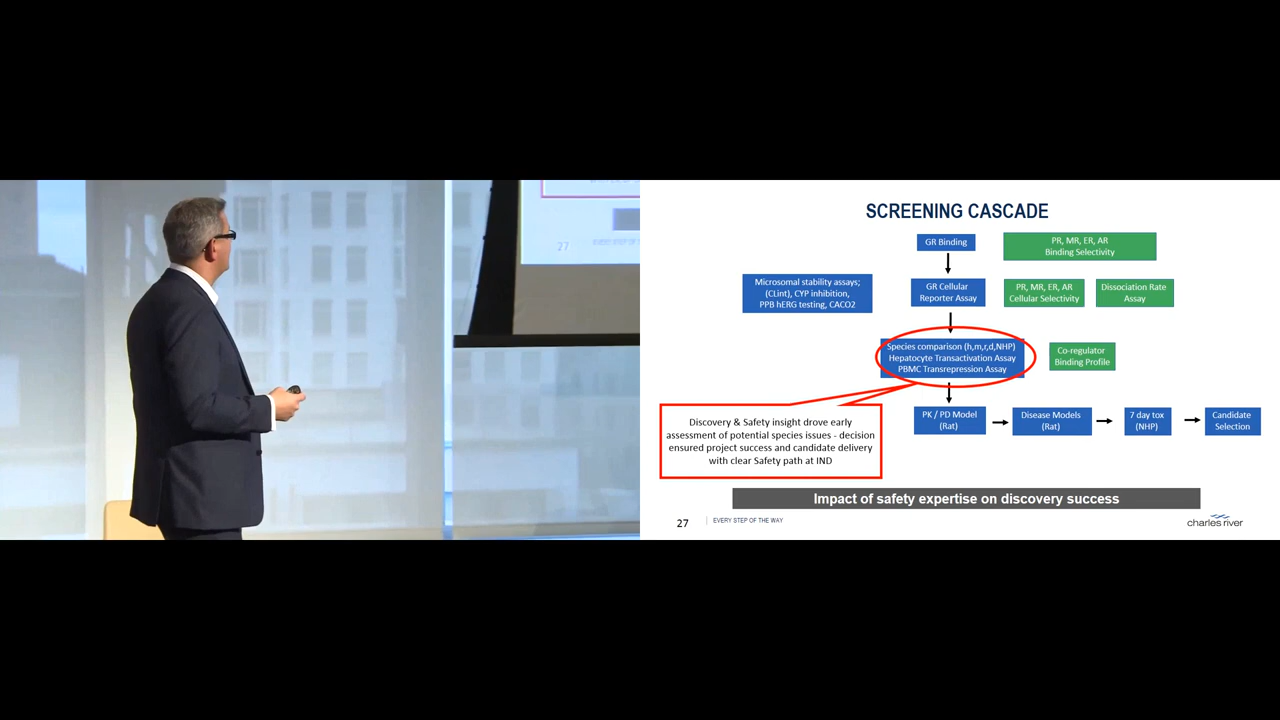 27
EVERY STEP OF
SCREENING CASCADE
GR Binding
PR, MR, ER, AR
Binding Selectivity
Microsomal stability assays;
(CLint), CYP inhibition,
PPB hERG testing, CACO2
GR Cellular
Reporter Assay
PR, MR, ER, AR
Cellular Selectivity
Dissociation Rate
Assay
Species comparison (h,m,r,d,NHP)
Hepatocyte Transactivation Assay
PBMC Transrepression Assay
Co-regulator
Binding Profile
Discovery & Safety insight drove early
assessment of potential species issues - decision
ensured project success and candidate delivery
with clear Safety path at IND
PK / PD Model
(Rat)
Disease Models
(Rat)
7 day tox
(NHP)
Candidate
Selection
Impact of safety expertise on discovery success
27
EVERY STEP OF THE WAY
charles river